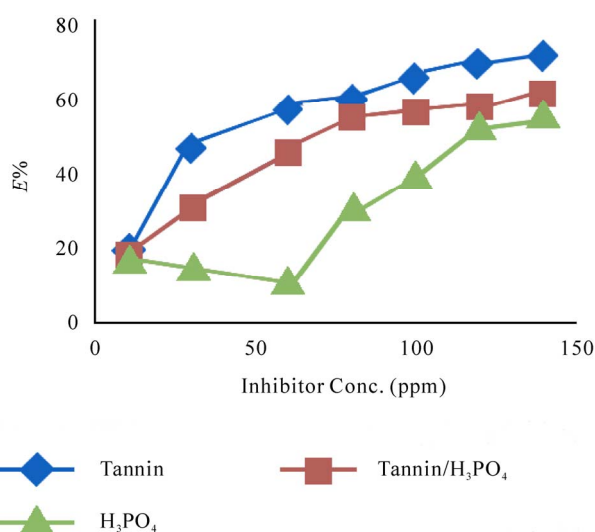 80
60
40
20
0
E%
0 50 100 150
Inhibitor Conc. (ppm)
Tannin Tannin/H₃PO₄
H₃PO₄